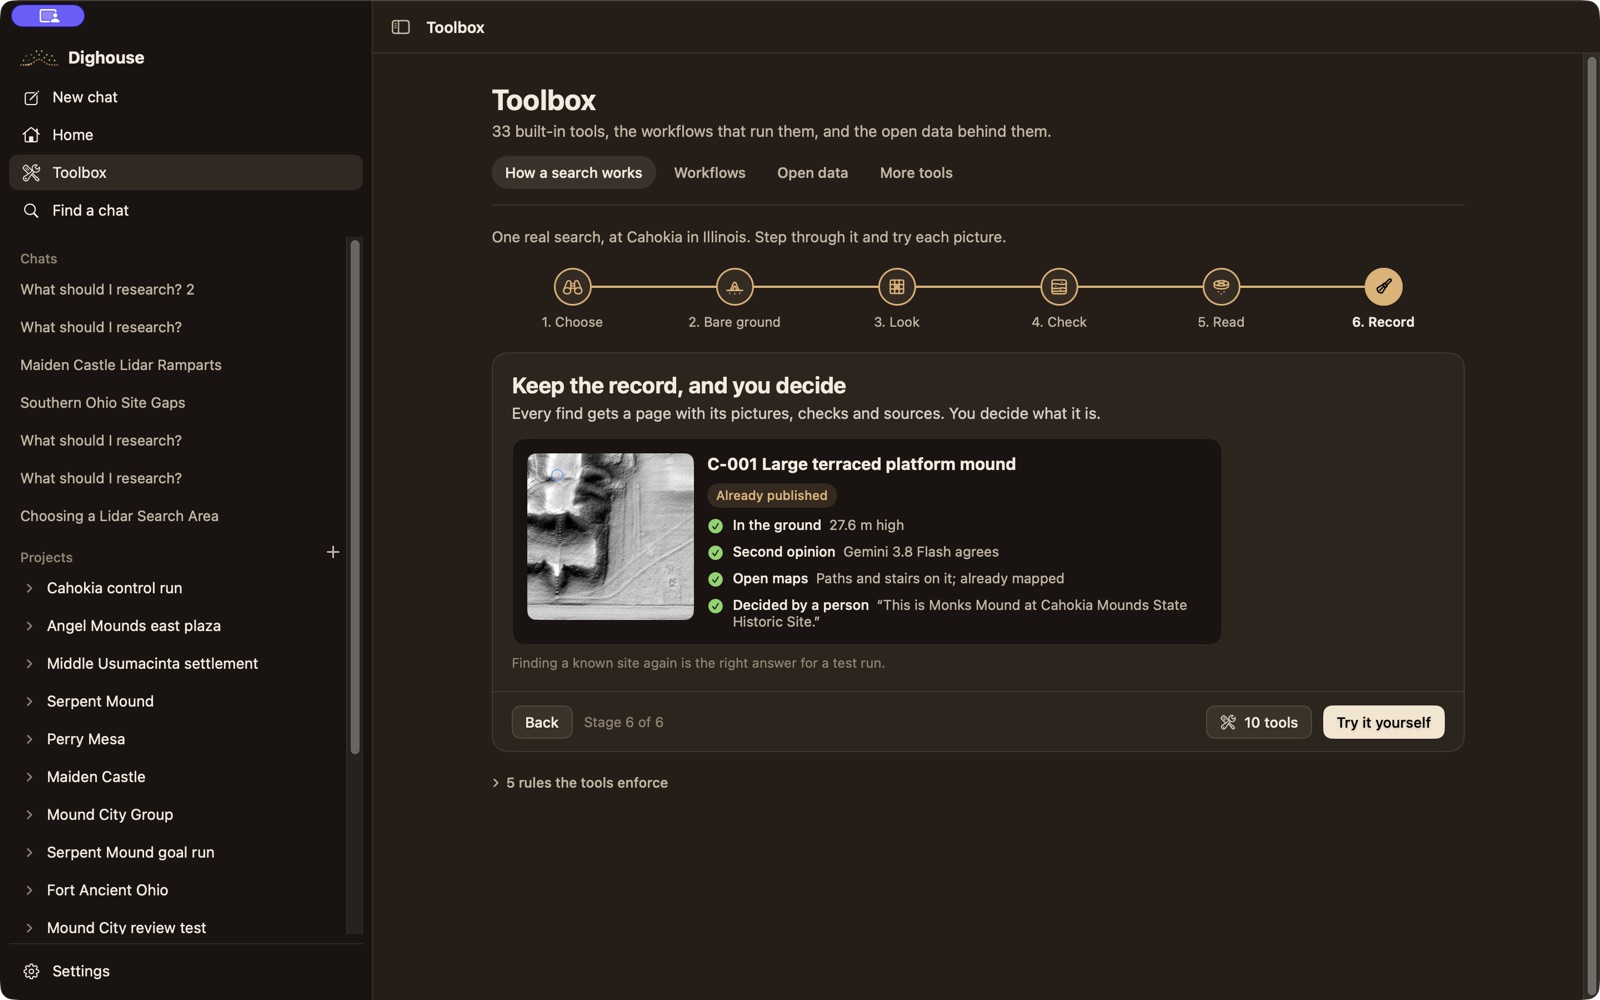 Dighouse
New chat
Home
Toolbox
Find a chat
Chats
What should I research? 2
What should I research?
Maiden Castle Lidar Ramparts
Southern Ohio Site Gaps
What should I research?
What should I research?
Choosing a Lidar Search Area
Projects
Cahokia control run
Angel Mounds east plaza
Middle Usumacinta settlement
Serpent Mound
Perry Mesa
Maiden Castle
Mound City Group
Serpent Mound goal run
Fort Ancient Ohio
Mound City review test
Settings
Toolbox
Toolbox
33 built-in tools, the workflows that run them, and the open data behind them.
How a search works Workflows Open data More tools
One real search, at Cahokia in Illinois. Step through it and try each picture.
1. Choose 2. Bare ground 3. Look 4. Check 5. Read 6. Record
Keep the record, and you decide
Every find gets a page with its pictures, checks and sources. You decide what it is.
C-001 Large terraced platform mound
Already published
In the ground 27.6 m high
Second opinion Gemini 3.8 Flash agrees
Open maps Paths and stairs on it; already mapped
Decided by a person “This is Monks Mound at Cahokia Mounds State
Historic Site.”
Finding a known site again is the right answer for a test run.
Back Stage 6 of 6 10 tools Try it yourself
5 rules the tools enforce